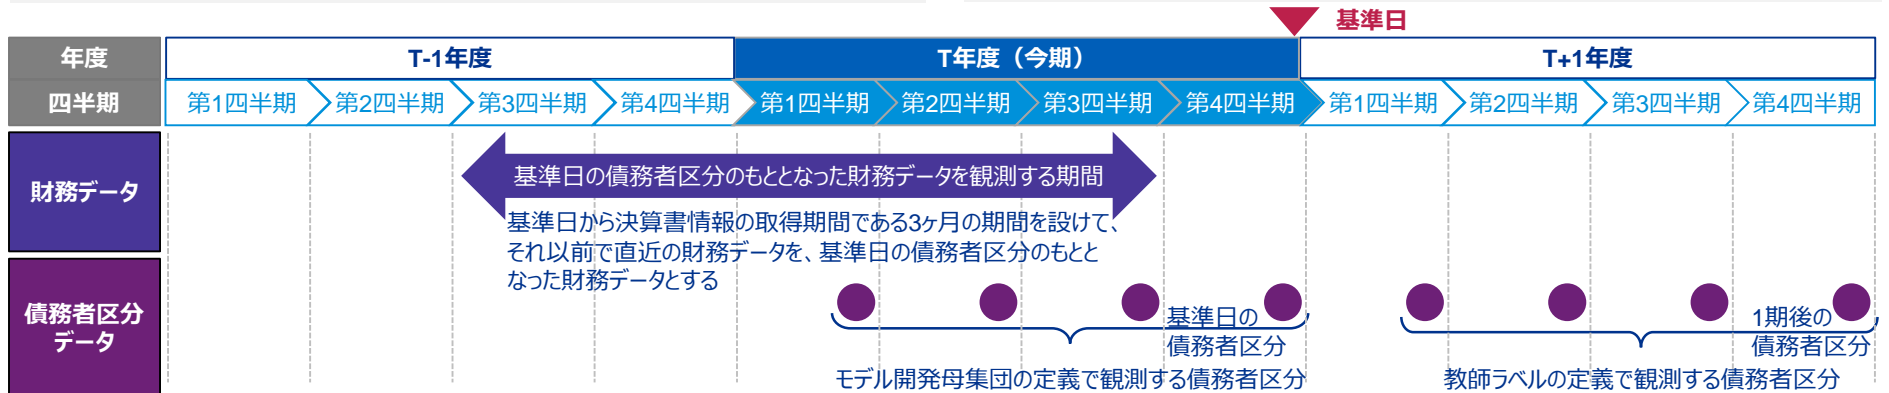 基準日
年度
T-1年度
T年度（今期）
T+1年度
四半期
第1四半期
第2四半期
第3四半期
第4四半期
第1四半期
第2四半期
第3四半期
第4四半期
第1四半期
第2四半期
第3四半期
第4四半期
財務データ
基準日の債務者区分のもととなった財務データを観測する期間
基準日から決算書情報の取得期間である3ヶ月の期間を設けて、
それ以前で直近の財務データを、基準日の債務者区分のもとと
なった財務データとする
債務者区分
データ
基準日の
債務者区分
モデル開発母集団の定義で観測する債務者区分
1期後の
債務者区分
教師ラベルの定義で観測する債務者区分